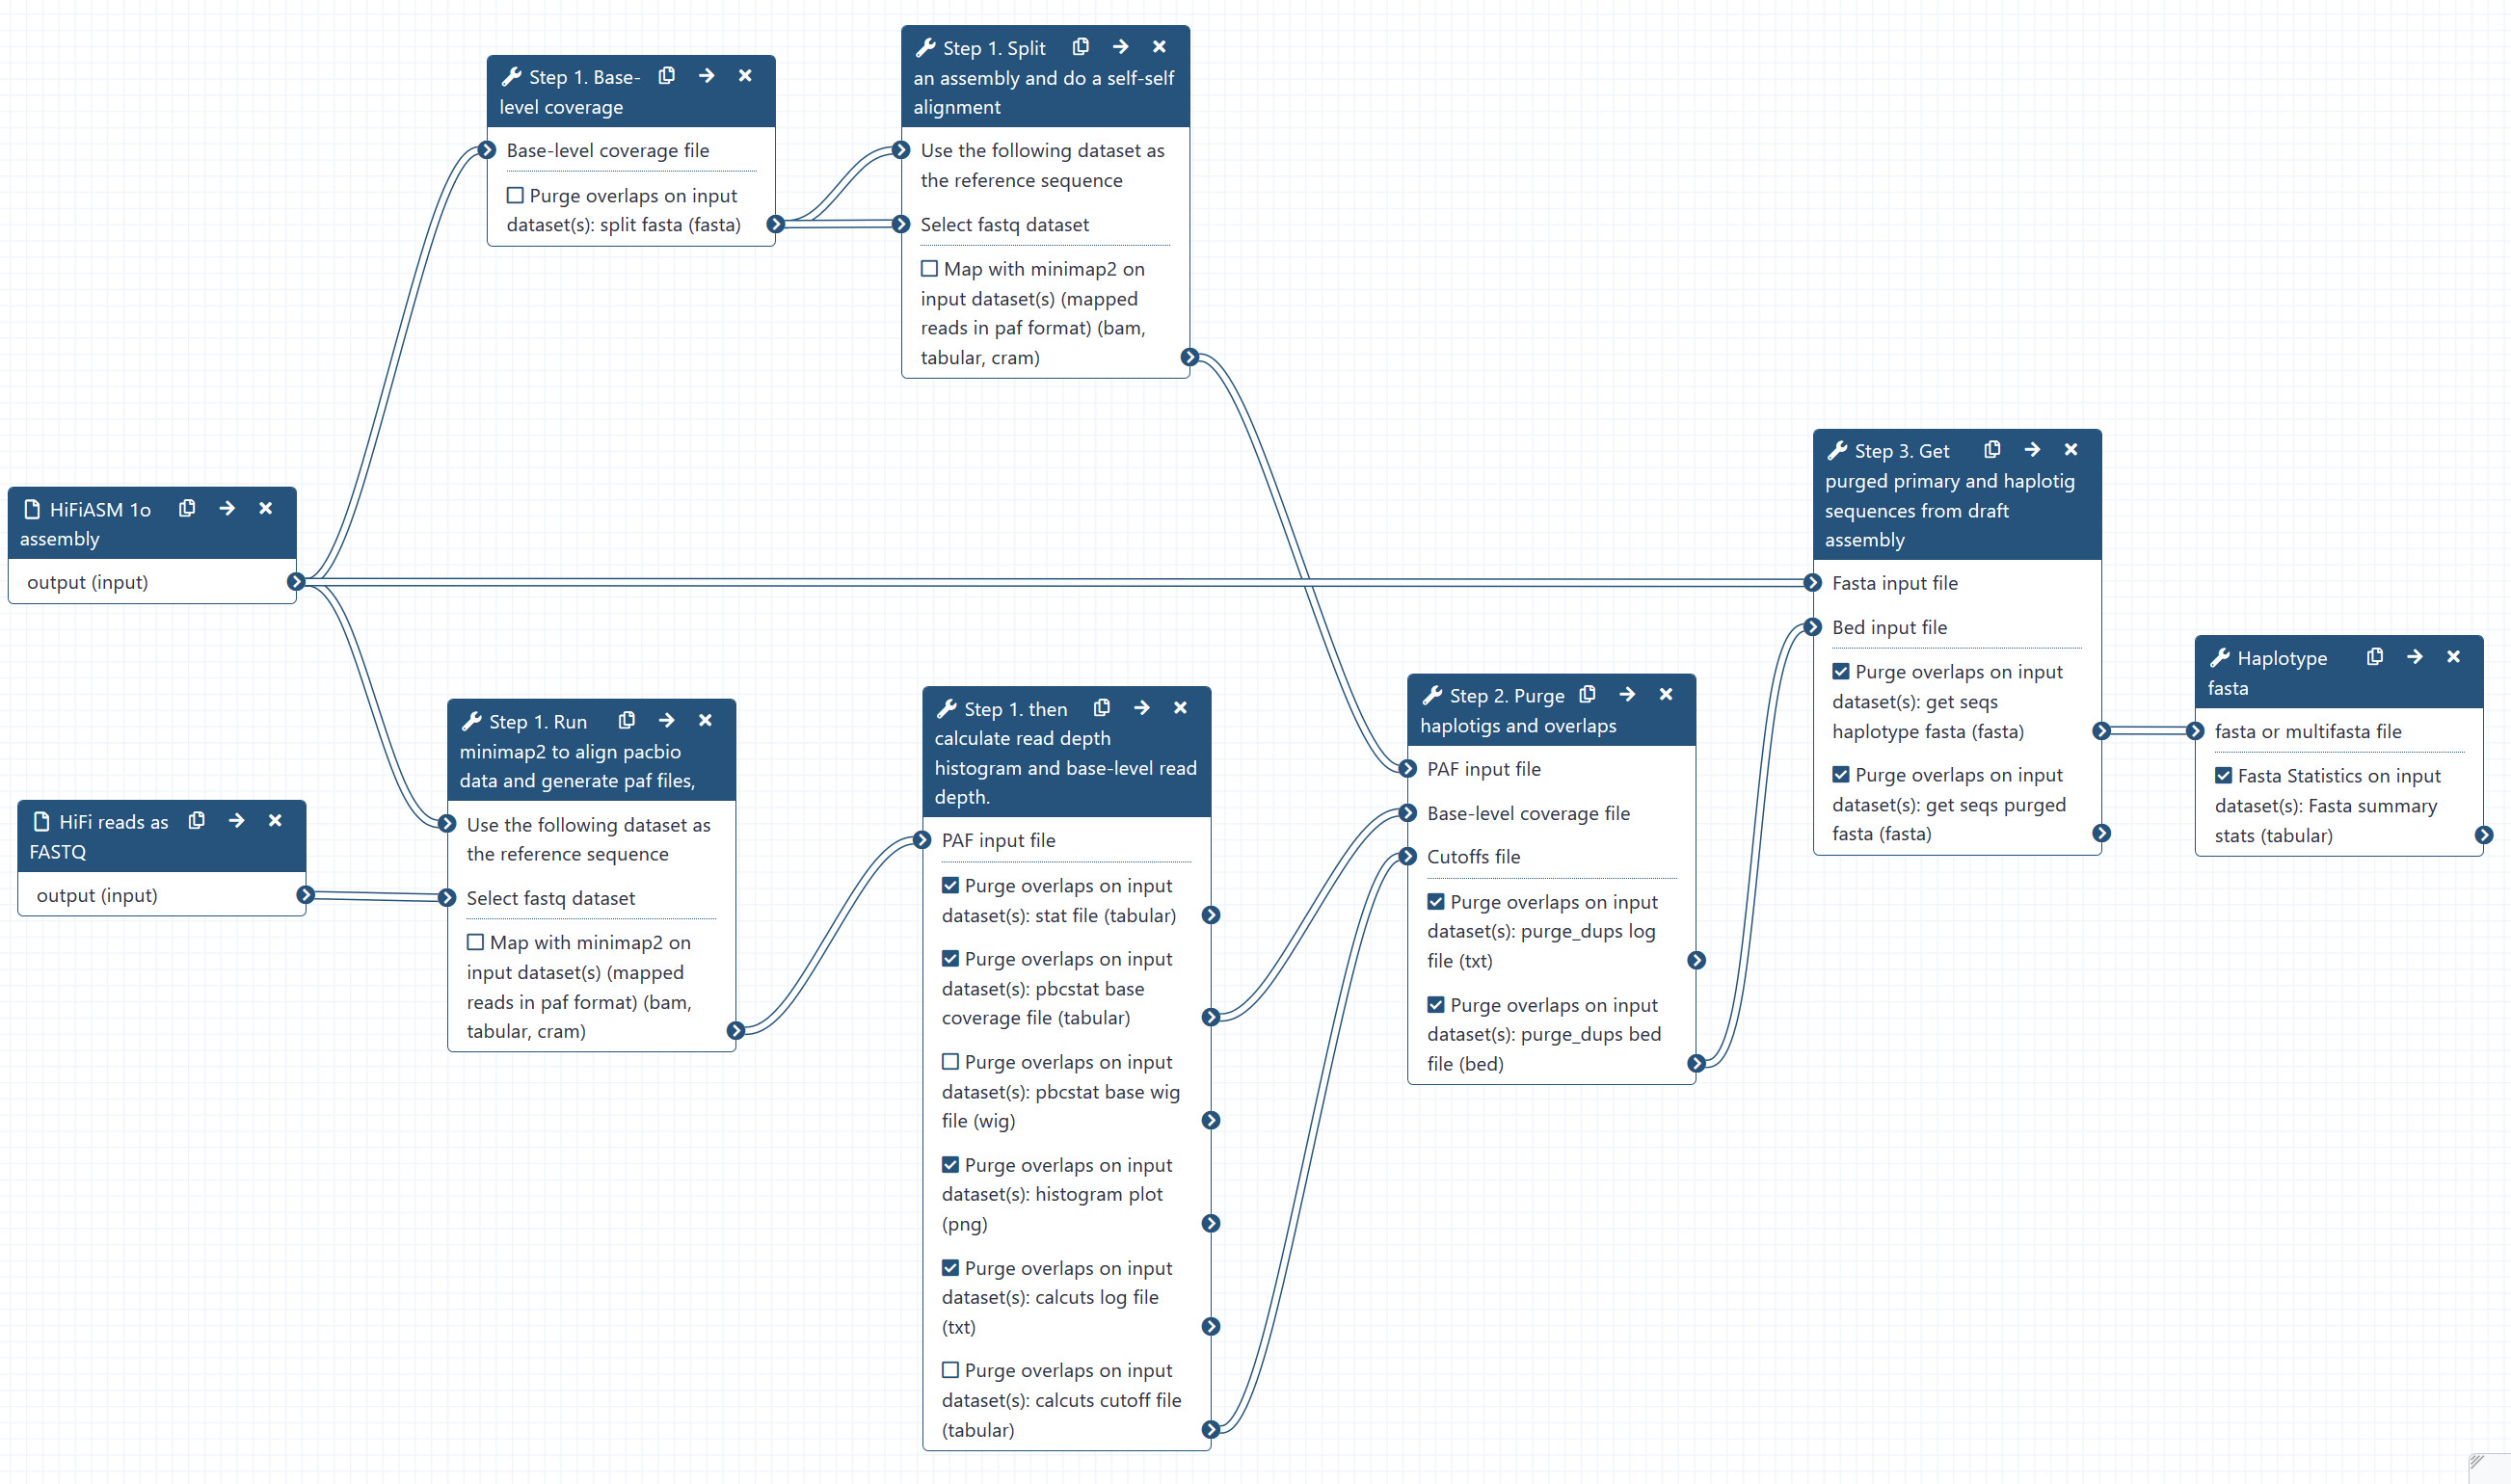 Step 1. Base-
level coverage
Base-level coverage file
Purge overlaps on input
dataset(s): split fasta (fasta)
Step 1. Split
an assembly and do a self-self
alignment
Use the following dataset as
the reference sequence
Select fastq dataset
Map with minimap2 on
input dataset(s) (mapped
reads in paf format) (bam,
tabular, cram)
HiFiASM 1o
assembly
output (input)
HiFi reads as
FASTQ
output (input)
Step 1. Run
minimap2 to align pacbio
data and generate paf files,
Use the following dataset as
the reference sequence
Select fastq dataset
Map with minimap2 on
input dataset(s) (mapped
reads in paf format) (bam,
tabular, cram)
Step 1. then
calculate read depth
histogram and base-level read
depth.
PAF input file
Purge overlaps on input
dataset(s): stat file (tabular)
Purge overlaps on input
dataset(s): pbcstat base
coverage file (tabular)
Purge overlaps on input
dataset(s): pbcstat base wig
file (wig)
Purge overlaps on input
dataset(s): histogram plot
(png)
Purge overlaps on input
dataset(s): calcuts log file
(txt)
Purge overlaps on input
dataset(s): calcuts cutoff file
(tabular)
Step 2. Purge
haplotigs and overlaps
PAF input file
Base-level coverage file
Cutoffs file
Purge overlaps on input
dataset(s): purge_dups log
file (txt)
Purge overlaps on input
dataset(s): purge_dups bed
file (bed)
Step 3. Get
purged primary and haplotig
sequences from draft
assembly
Fasta input file
Bed input file
Purge overlaps on input
dataset(s): get seqs
haplotype fasta (fasta)
Purge overlaps on input
dataset(s): get seqs purged
fasta (fasta)
Haplotype
fasta
fasta or multifasta file
Fasta Statistics on input
dataset(s): Fasta summary
stats (tabular)